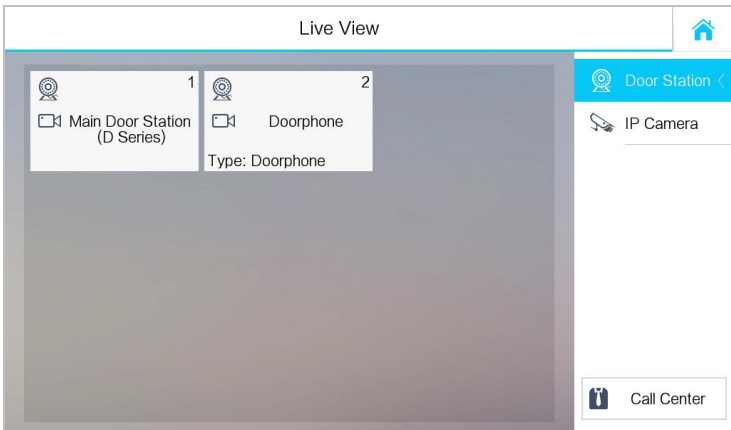 Live View
1
Main Door Station
(D Series)
2
Doorphone
Type: Doorphone
Door Station
IP Camera
Call Center